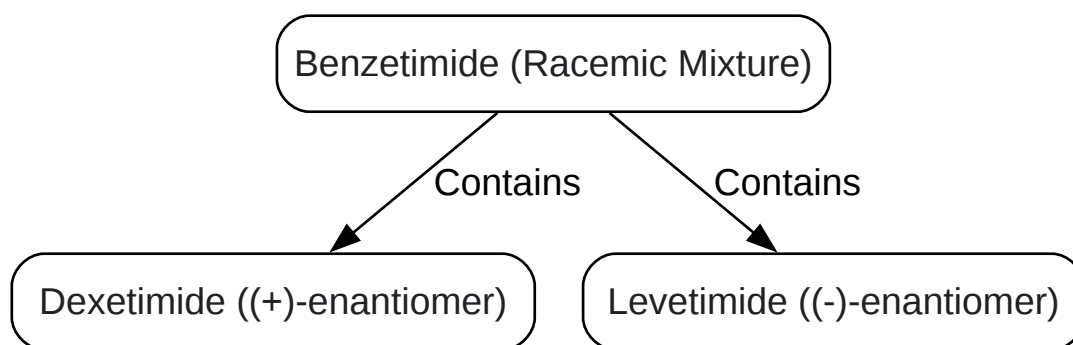 Benzetimide (Racemic Mixture)
Contains
Contains
Dexetimide ((+)-enantiomer)
Levetimide ((-)-enantiomer)